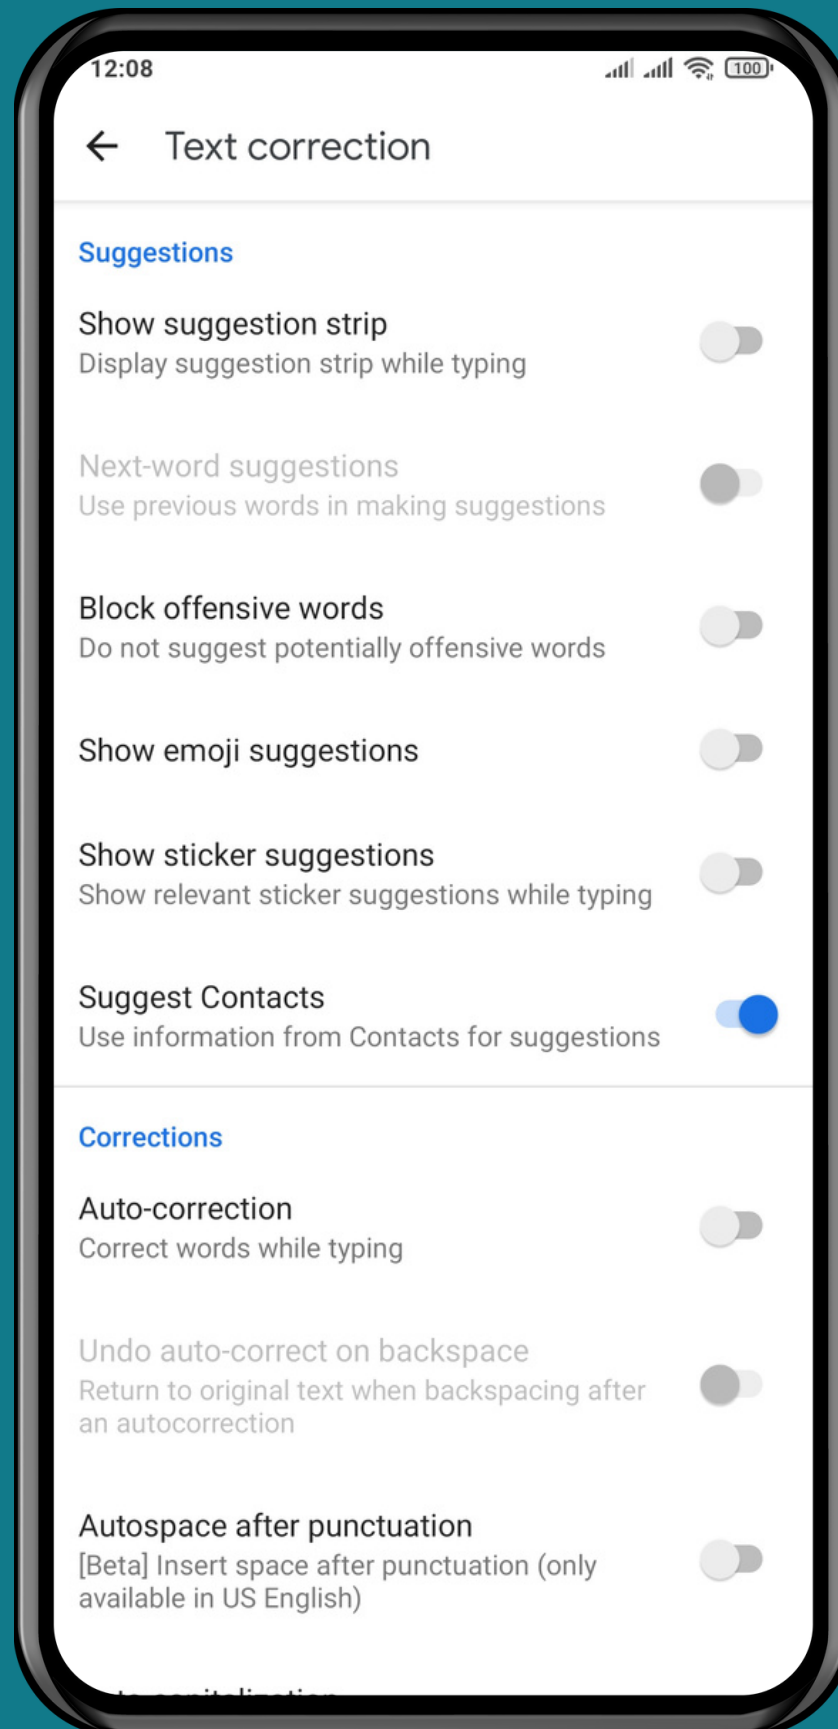 12:08
100
Text correction
Suggestions
Show suggestion strip
Display suggestion strip while typing
Next-word suggestions
Use previous words in making suggestions
Block offensive words
Do not suggest potentially offensive words
Show emoji suggestions
Show sticker suggestions
Show relevant sticker suggestions while typing
Suggest Contacts
Use information from Contacts for suggestions
Corrections
Auto-correction
Correct words while typing
Undo auto-correct on backspace
Return to original text when backspacing after
an autocorrection
Autospace after punctuation
[Beta] Insert space after punctuation (only
available in US English)